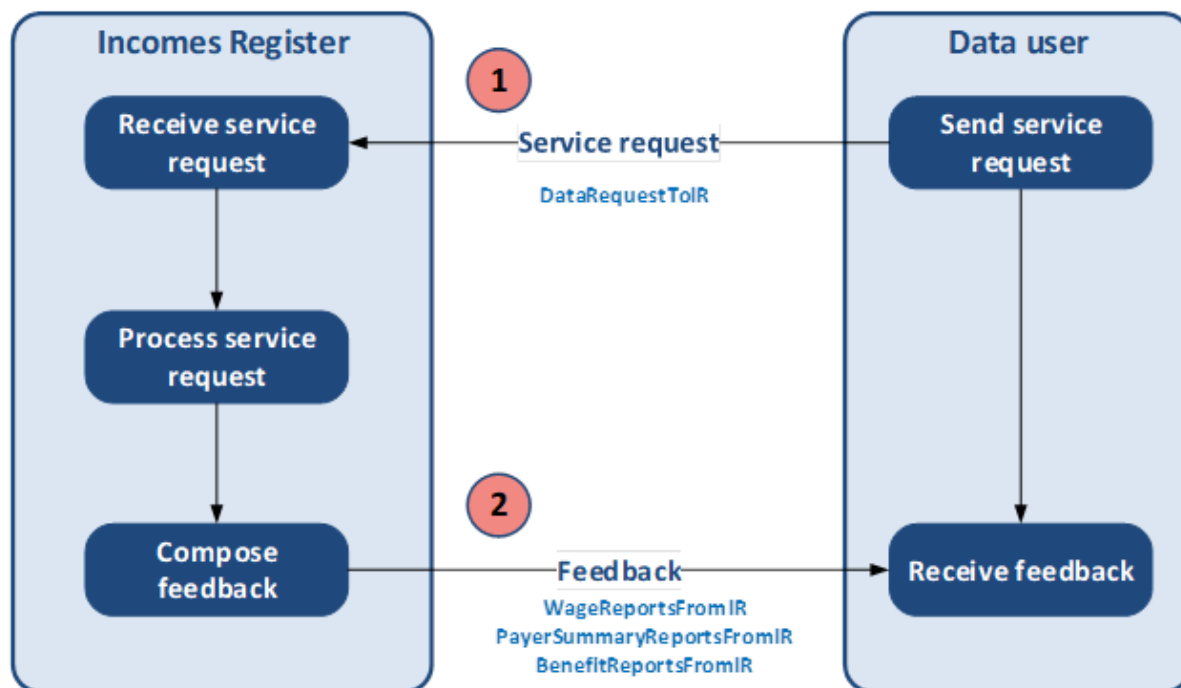 Incomes Register
Data user
1
Receive service
request
Service request
Send service
request
DataRequestToIR
Process service
request
2
Compose
feedback
Feedback
Receive feedback
WageReportsFromIR
PayerSummaryReportsFromIR
BenefitReportsFromIR